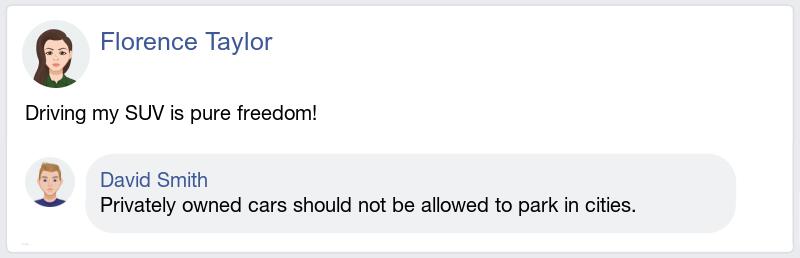 Florence Taylor
Driving my SUV is pure freedom!
David Smith
Privately owned cars should not be allowed to park in cities.